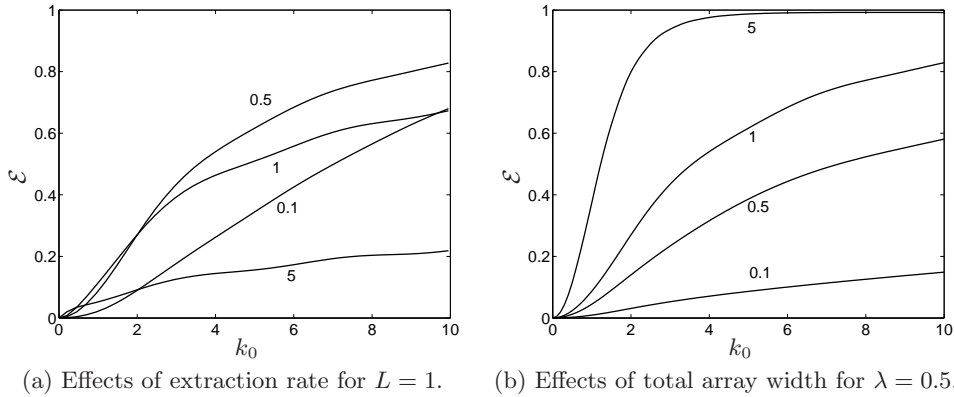 1
0.8
0.6
0.4
0.2
0
ℰ
0.5
1
0.1
5
0 2 4 6 8 10
k₀
(a) Effects of extraction rate for L = 1.
1
0.8
0.6
0.4
0.2
0
ℰ
5
1
0.5
0.1
0 2 4 6 8 10
k₀
(b) Effects of total array width for λ = 0.5.